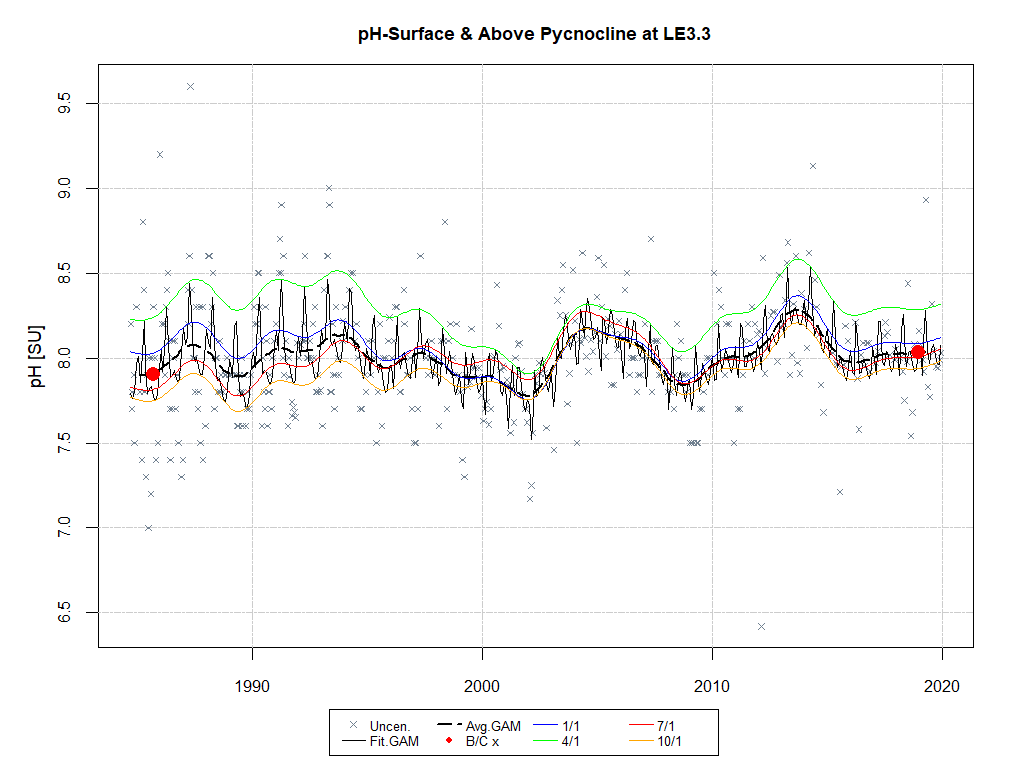 pH-Surface & Above Pycnocline at LE3.3
pH [SU]
9.5
9.0
8.5
8.0
7.5
7.0
6.5
1990 2000 2010 2020
Uncen. Avg.GAM 1/1 7/1
Fit.GAM B/C x 4/1 10/1